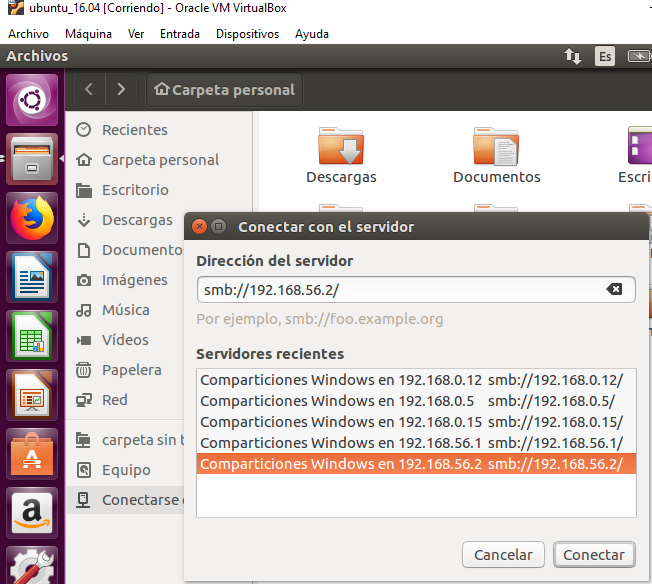 ubuntu_16.04 [Corriendo] - Oracle VM VirtualBox
Archivo Máquina Ver Entrada Dispositivos Ayuda
Archivos Es
Carpeta personal
Recientes
Carpeta personal
Escritorio
Descargas
Documento
Imágenes
Música
Vídeos
Papelera
Red
carpeta sin t
Equipo
Conectarse
Descargas Documentos Escri
Conectar con el servidor
Dirección del servidor
smb://192.168.56.2/
Por ejemplo, smb://foo.example.org
Servidores recientes
Comparticiones Windows en 192.168.0.12 smb://192.168.0.12/
Comparticiones Windows en 192.168.0.5 smb://192.168.0.5/
Comparticiones Windows en 192.168.0.15 smb://192.168.0.15/
Comparticiones Windows en 192.168.56.1 smb://192.168.56.1/
Comparticiones Windows en 192.168.56.2 smb://192.168.56.2/
Cancelar Conectar